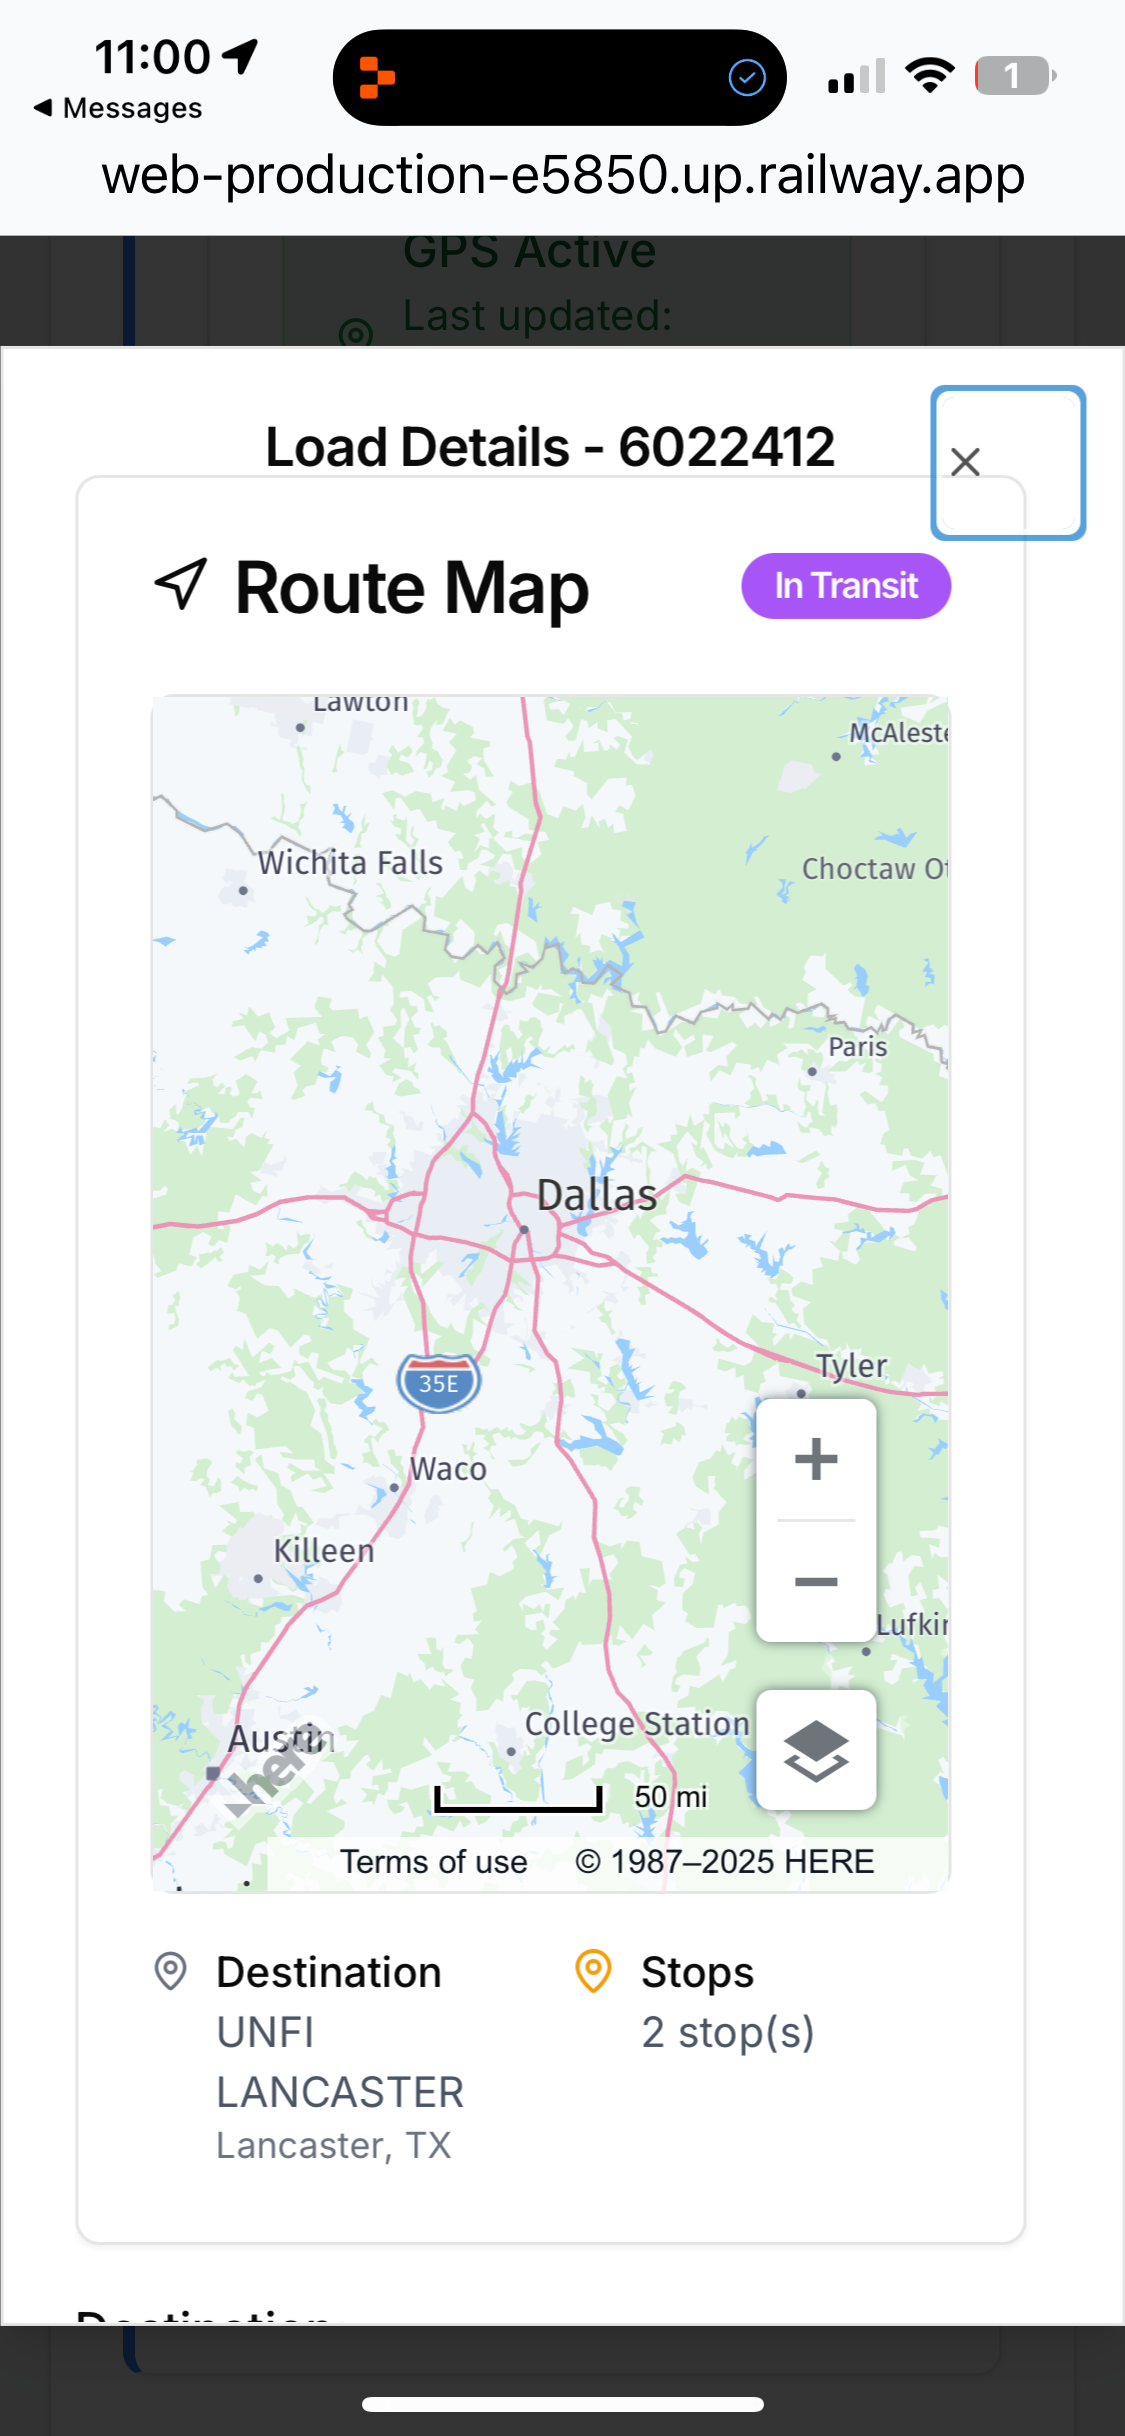 11:00
1
Messages
web-production-e5850.up.railway.app
GPS Active
Last updated:
Load Details - 6022412
Route Map
In Transit
Lawton
McAleste
Wichita Falls
Choctaw
Paris
Dallas
Tyler
35E
Waco
Killeen
Lufkin
College Station
Austin
here
50 mi
Terms of use © 1987–2025 HERE
Destination
UNFI
LANCASTER
Lancaster, TX
Stops
2 stop(s)
Destination